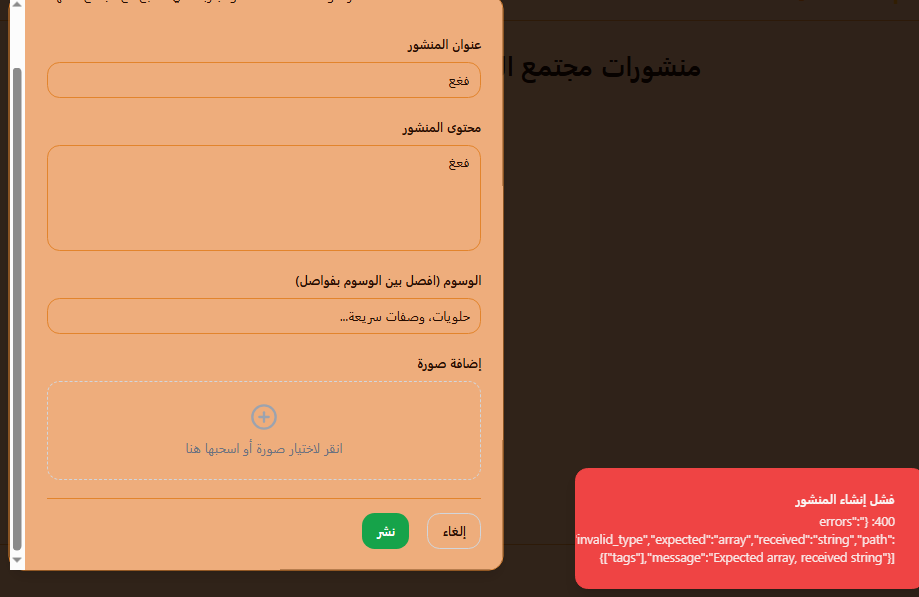 منشورات مجتمع
عنوان المنشور
فغع
محتوى المنشور
فعغ
الوسوم (افصل بين الوسوم بفواصل)
حلويات، وصفات سريعة...
إضافة صورة
انقر لاختيار صورة أو اسحبها هنا
إلغاء
نشر
فشل إنشاء المنشور
400: {"errors
invalid_type","expected":"array","received":"string","path":
["tags"],"message":"Expected array, received string"}]}